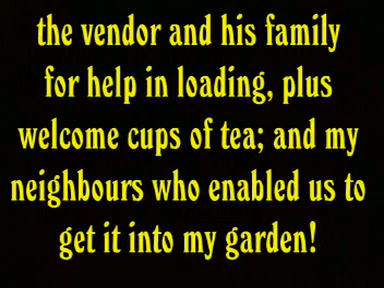 the vendor and his family
for help in loading, plus
welcome cups of tea; and my
neighbours who enabled us to
get it into my garden!